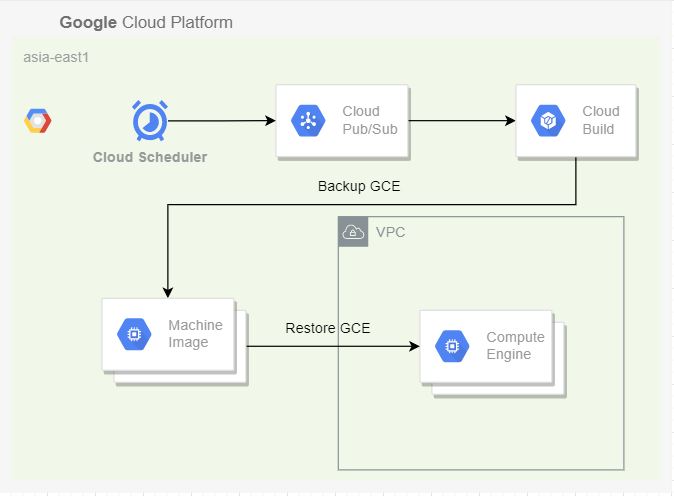 Google Cloud Platform
asia-east1
Cloud Scheduler
Cloud
Pub/Sub
Cloud
Build
Backup GCE
VPC
Machine
Image
Restore GCE
Compute
Engine